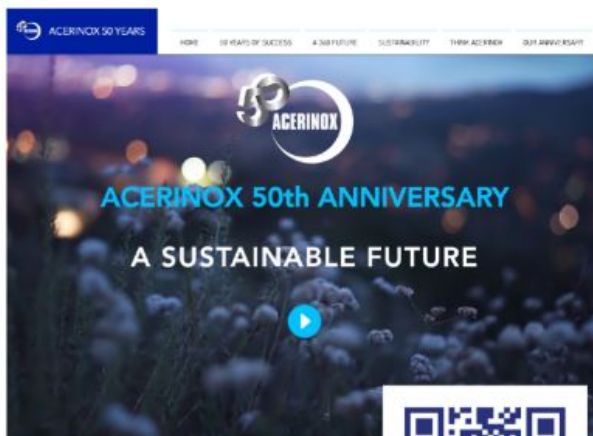 ACERINOX 50 YEARS
HOME 50 YEARS OF SUCCESS A 360 FUTURE SUSTAINABILITY THINK ACERINOX OUR ANNIVERSARY
50
ACERINOX
ACERINOX 50th ANNIVERSARY
A SUSTAINABLE FUTURE